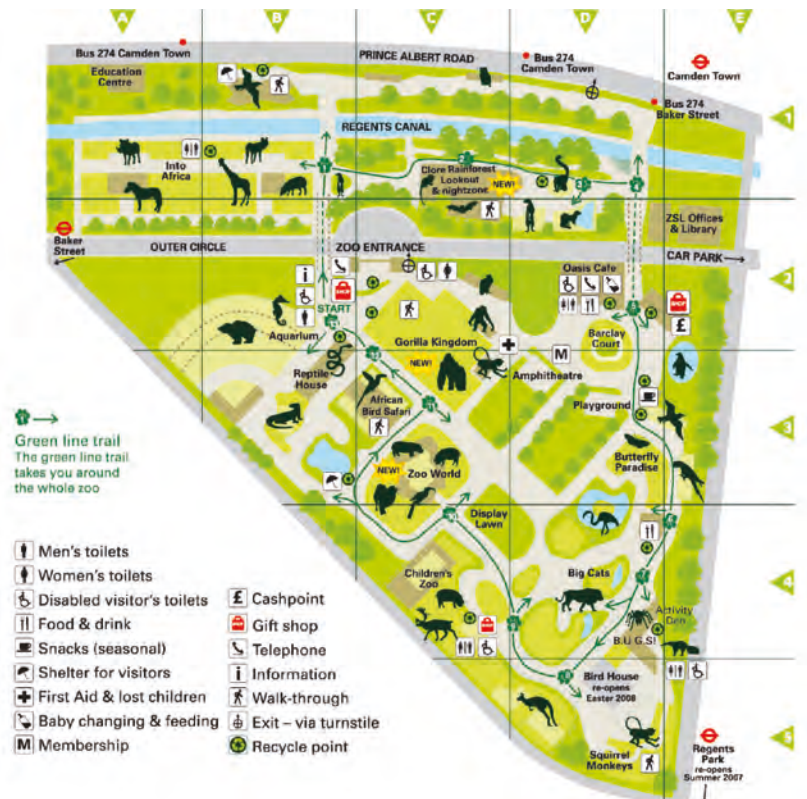 A
B
C
D
E
Bus 274 Camden Town
PRINCE ALBERT ROAD
Bus 274
Camden Town
Camden Town
Education
Centre
Bus 274
Baker Street
1
REGENTS CANAL
Into
Africa
Clore Rainforest
Lookout
& nightzone
NEW!
ZSL Offices
& Library
Baker
Street
OUTER CIRCLE
ZOO ENTRANCE
CAR PARK
2
Oasis Cafe
i
SHOP
START
SHOP
£
Aquarium
Gorilla Kingdom
Barclay
Court
NEW!
M
Amphitheatre
Reptile
House
African
Bird Safari
Playground
3
Green line trail
The green line trail
takes you around
the whole zoo
NEW!
Zoo World
Butterfly
Paradise
Display
Lawn
Children's
Zoo
Big Cats
4
Activity
Den
B.U.G.S!
Bird House
re-opens
Easter 2008
5
Squirrel
Monkeys
Regents
Park
re-opens
Summer 2007
Men's toilets
Women's toilets
Disabled visitor's toilets
Food & drink
Snacks (seasonal)
Shelter for visitors
First Aid & lost children
Baby changing & feeding
M Membership
£ Cashpoint
SHOP Gift shop
Telephone
i Information
Walk-through
Exit – via turnstile
Recycle point